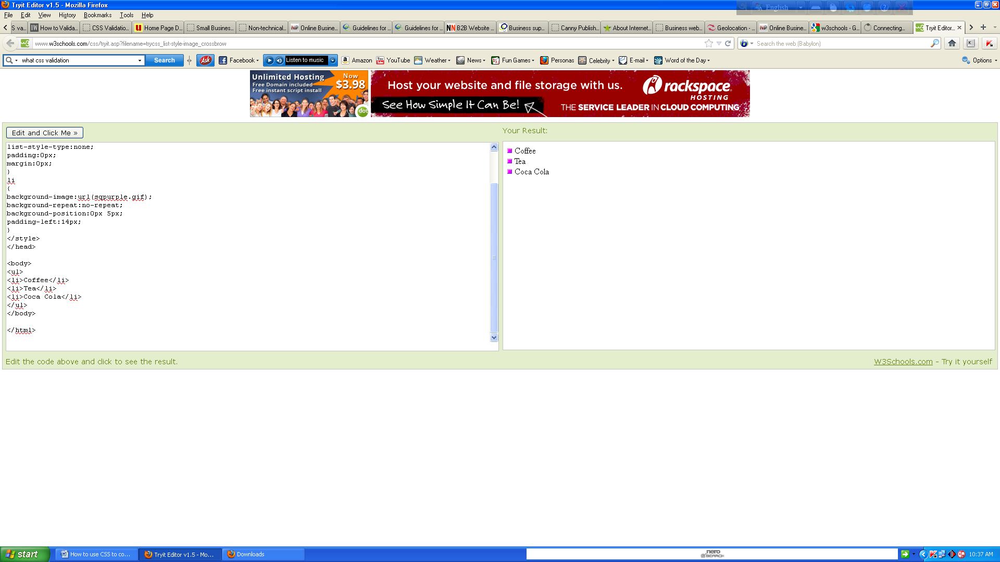 Tryit Editor v1.5 - Mozilla Firefox
English
File Edit View History Bookmarks Tools Help
S va... How to Valida... CSS Validatio... Home Page D... Small Business... Non-technical... Online Busine... Guidelines for ... Guidelines for ... B2B Website ... Business sup... Canny Publish... About Internet... Business web... Geolocation - ... Online Busine... w3schools - G... Connecting... Tryit Editor...
www.w3schools.com/css/tryit.asp?filename=trycss_list-style-image_crossbrow
Search the web (Babylon)
what css validation Search Ask Facebook Listen to music Amazon YouTube Weather News Fun Games Personas Celebrity E-mail Word of the Day Options
Unlimited Hosting
Free Domain included
Free instant script install
Now
$3.98
dot
Host your website and file storage with us.
See How Simple It Can Be!
rackspace
HOSTING
THE SERVICE LEADER IN CLOUD COMPUTING
Edit and Click Me »
list-style-type:none;
padding:0px;
margin:0px;
}
li
{
background-image:url(sqpurple.gif);
background-repeat:no-repeat;
background-position:0px 5px;
padding-left:14px;
}
</style>
</head>
<body>
<ul>
<li>Coffee</li>
<li>Tea</li>
<li>Coca Cola</li>
</ul>
</body>
</html>
Your Result:
Coffee
Tea
Coca Cola
Edit the code above and click to see the result.
W3Schools.com - Try it yourself
start How to use CSS to co... Tryit Editor v1.5 - Mo... Downloads nero SEARCH 10:37 AM